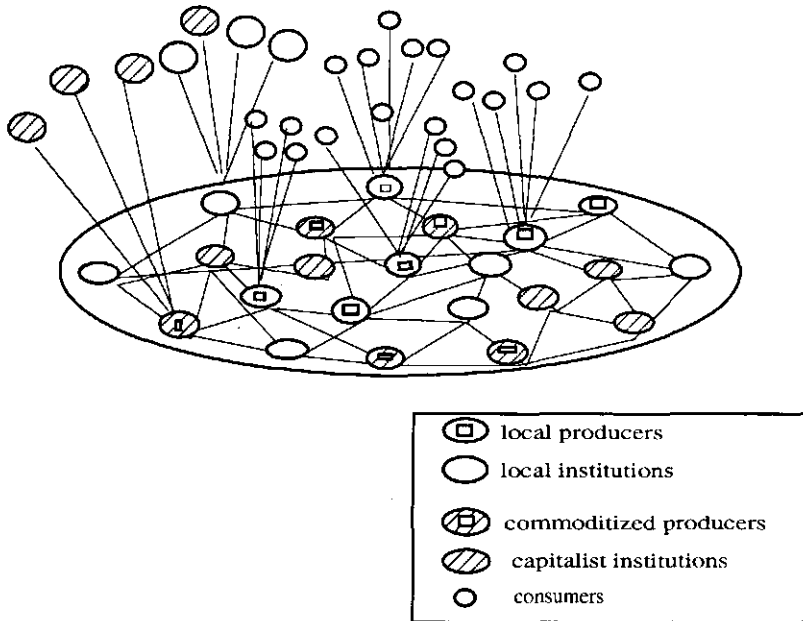 local producers
local institutions
commoditized producers
capitalist institutions
consumers